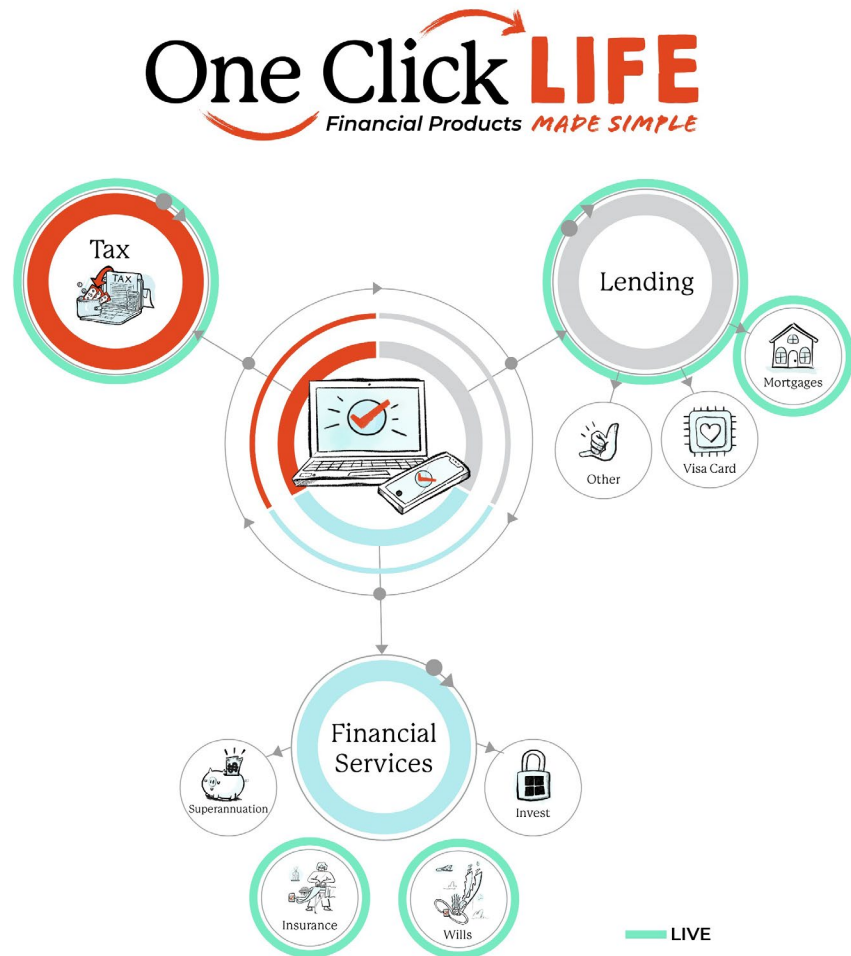 One Click LIFE
Financial Products MADE SIMPLE
Tax
TAX
Lending
Mortgages
Other
Visa Card
Financial
Services
Superannuation
Invest
Insurance
Wills
LIVE